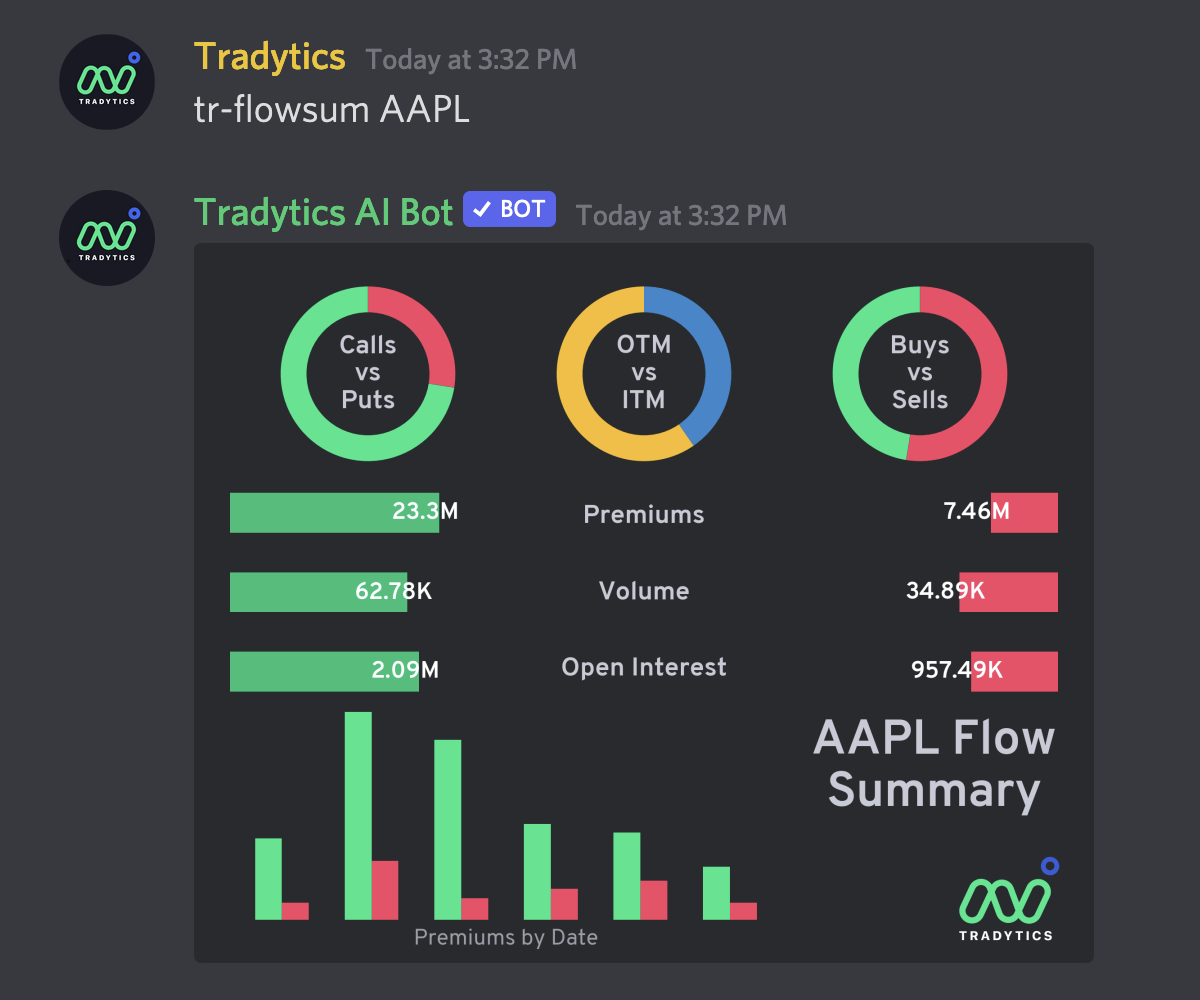 Tradytics Today at 3:32 PM
TRADYTICS
tr-flowsum AAPL
Tradytics AI Bot BOT Today at 3:32 PM
TRADYTICS
Calls
vs
Puts
OTM
vs
ITM
Buys
vs
Sells
23.3M Premiums 7.46M
62.78K Volume 34.89K
2.09M Open Interest 957.49K
AAPL Flow
Summary
Premiums by Date
TRADYTICS